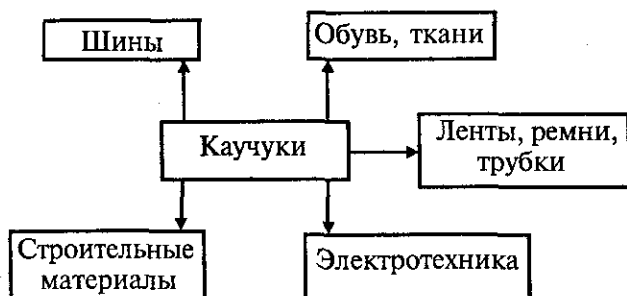 Шины
Обувь, ткани
Каучуки
Ленты, ремни,
трубки
Строительные
материалы
Электротехника